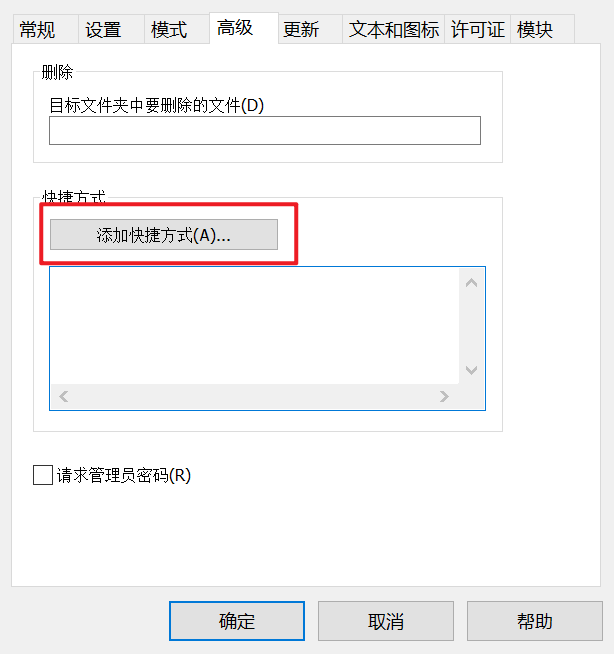 常规 设置 模式 高级 更新 文本和图标 许可证 模块
删除
目标文件夹中要删除的文件(D)
快捷方式
添加快捷方式(A)...
请求管理员密码(R)
确定 取消 帮助